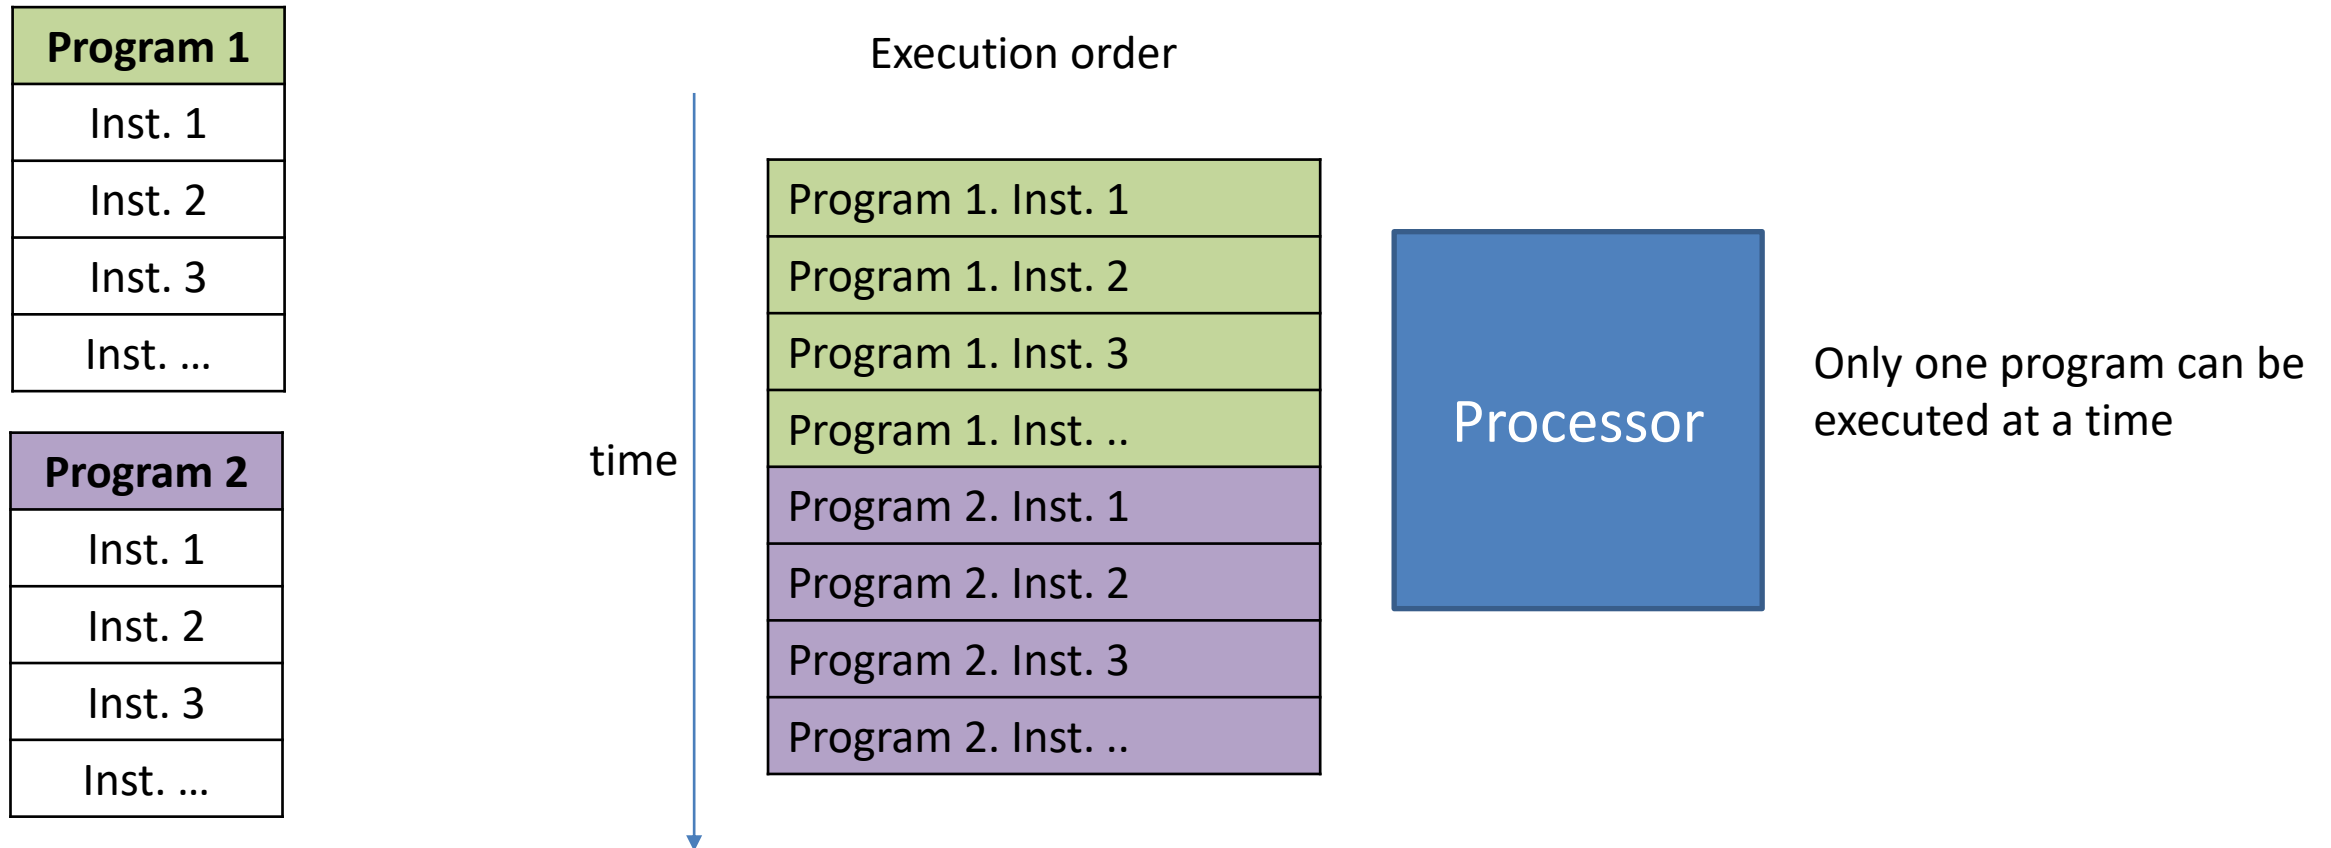 Program 1
Inst. 1
Inst. 2
Inst. 3
Inst. ...
Program 2
Inst. 1
Inst. 2
Inst. 3
Inst. ...
Execution order
time
Program 1. Inst. 1
Program 1. Inst. 2
Program 1. Inst. 3
Program 1. Inst. ..
Program 2. Inst. 1
Program 2. Inst. 2
Program 2. Inst. 3
Program 2. Inst. ..
Processor
Only one program can be
executed at a time